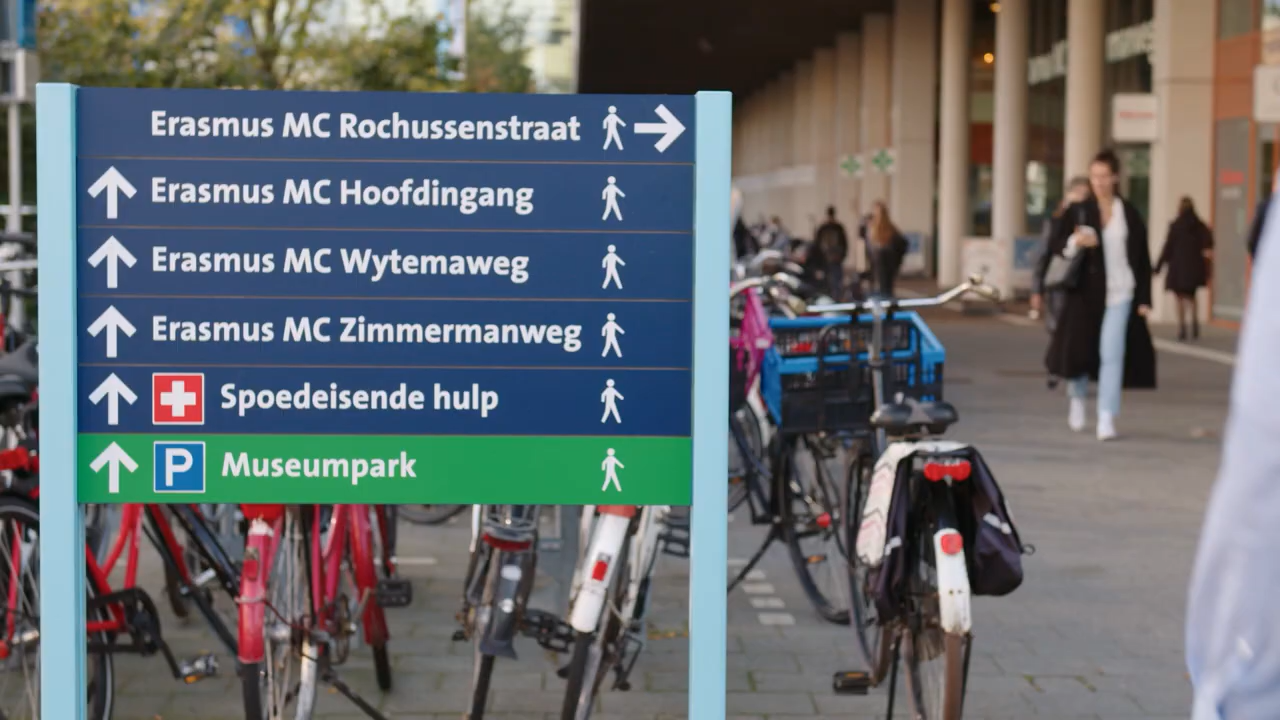 Erasmus MC Rochussenstraat
Erasmus MC Hoofdingang
Erasmus MC Wytemaweg
Erasmus MC Zimmermanweg
Spoedeisende hulp
P Museumpark